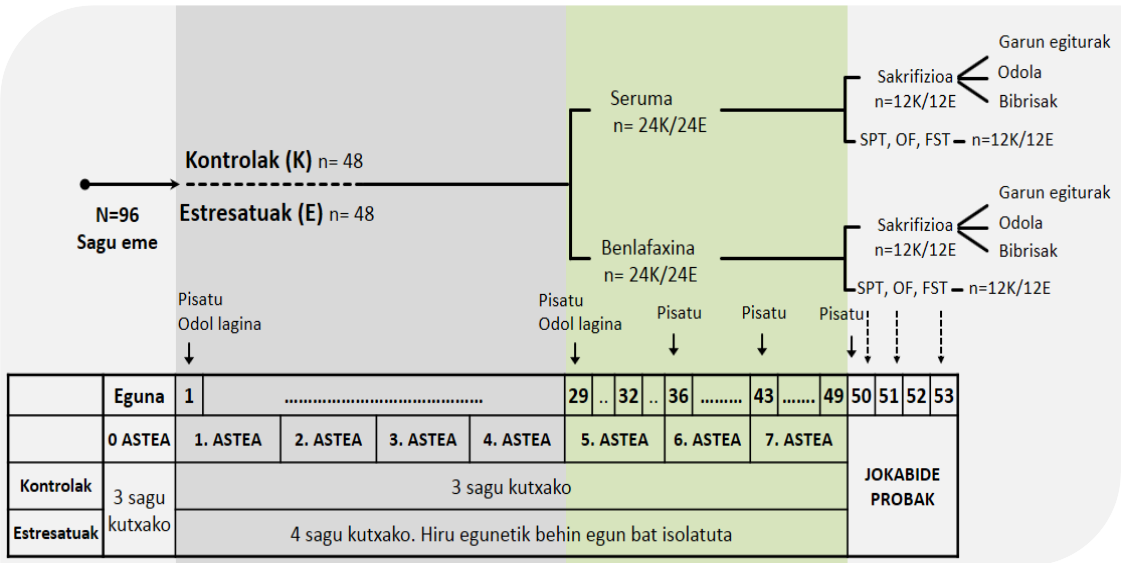 N=96
Sagu eme
Kontrolak (K) n= 48
Estresatuak (E) n= 48
Seruma
n= 24K/24E
Sakrifizioa
n=12K/12E
Garun egiturak
Odola
Bibrisak
SPT, OF, FST n=12K/12E
Benlafaxina
n= 24K/24E
Sakrifizioa
n=12K/12E
Garun egiturak
Odola
Bibrisak
SPT, OF, FST n=12K/12E
Pisatu
Odol lagina
Pisatu
Odol lagina
Pisatu
Pisatu
Pisatu
Eguna 1 ....................................... 29 .. 32 .. 36 ......... 43 ....... 49 50 51 52 53
0 ASTEA 1. ASTEA 2. ASTEA 3. ASTEA 4. ASTEA 5. ASTEA 6. ASTEA 7. ASTEA
Kontrolak
3 sagu
kutxako
3 sagu kutxako
Estresatuak
4 sagu kutxako. Hiru egunetik behin egun bat isolatuta
JOKABIDE
PROBAK